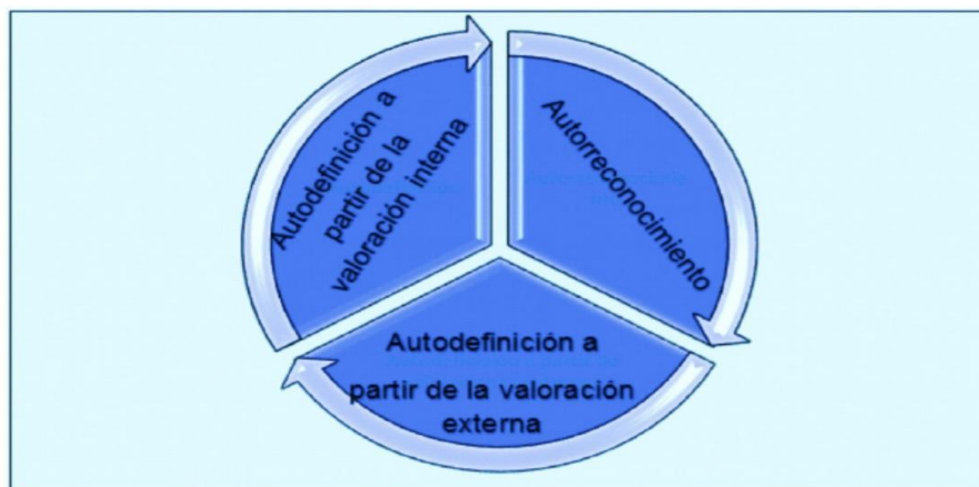 Autodefinición a
partir de la
valoración interna
Autorreconocimiento
Autodefinición a
partir de la valoración
externa